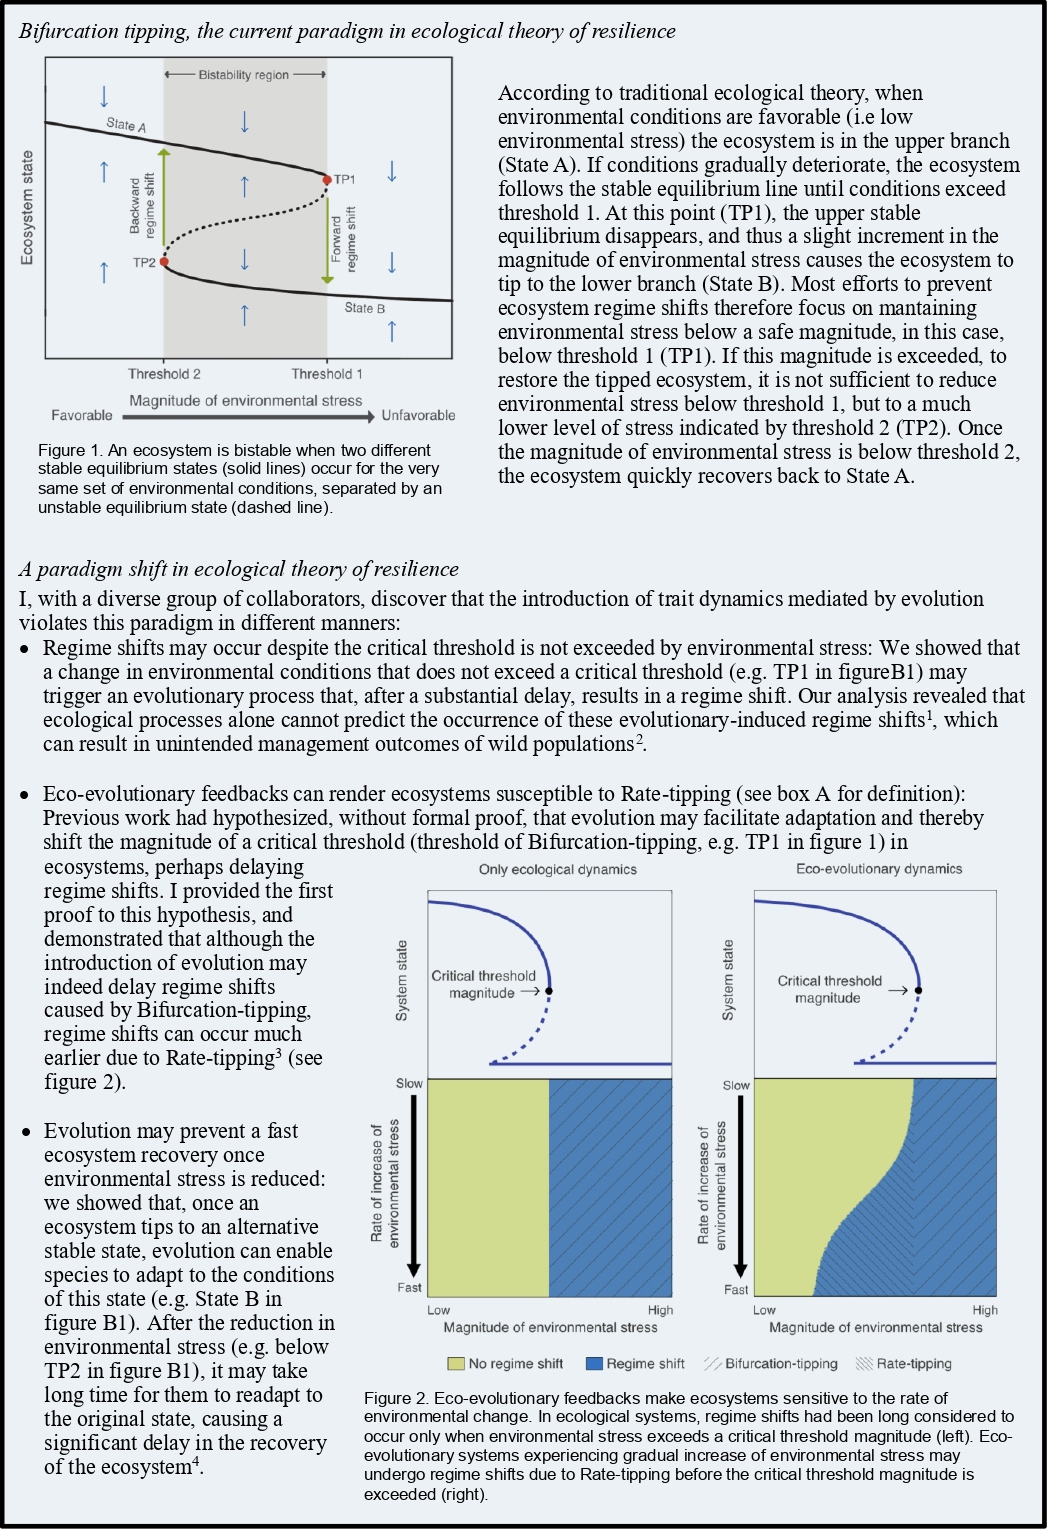 Bifurcation tipping, the current paradigm in ecological theory of resilience
Bistability region
State A
TP1
Backward
regime shift
Forward
regime shift
TP2
State B
Ecosystem state
Threshold 2
Threshold 1
Magnitude of environmental stress
Favorable
Unfavorable
Figure 1. An ecosystem is bistable when two different
stable equilibrium states (solid lines) occur for the very
same set of environmental conditions, separated by an
unstable equilibrium state (dashed line).
According to traditional ecological theory, when
environmental conditions are favorable (i.e low
environmental stress) the ecosystem is in the upper branch
(State A). If conditions gradually deteriorate, the ecosystem
follows the stable equilibrium line until conditions exceed
threshold 1. At this point (TP1), the upper stable
equilibrium disappears, and thus a slight increment in the
magnitude of environmental stress causes the ecosystem to
tip to the lower branch (State B). Most efforts to prevent
ecosystem regime shifts therefore focus on mantaining
environmental stress below a safe magnitude, in this case,
below threshold 1 (TP1). If this magnitude is exceeded, to
restore the tipped ecosystem, it is not sufficient to reduce
environmental stress below threshold 1, but to a much
lower level of stress indicated by threshold 2 (TP2). Once
the magnitude of environmental stress is below threshold 2,
the ecosystem quickly recovers back to State A.
A paradigm shift in ecological theory of resilience
I, with a diverse group of collaborators, discover that the introduction of trait dynamics mediated by evolution
violates this paradigm in different manners:
• Regime shifts may occur despite the critical threshold is not exceeded by environmental stress: We showed that
a change in environmental conditions that does not exceed a critical threshold (e.g. TP1 in figureB1) may
trigger an evolutionary process that, after a substantial delay, results in a regime shift. Our analysis revealed that
ecological processes alone cannot predict the occurrence of these evolutionary-induced regime shifts¹, which
can result in unintended management outcomes of wild populations².
• Eco-evolutionary feedbacks can render ecosystems susceptible to Rate-tipping (see box A for definition):
Previous work had hypothesized, without formal proof, that evolution may facilitate adaptation and thereby
shift the magnitude of a critical threshold (threshold of Bifurcation-tipping, e.g. TP1 in figure 1) in
ecosystems, perhaps delaying
regime shifts. I provided the first
proof to this hypothesis, and
demonstrated that although the
introduction of evolution may
indeed delay regime shifts
caused by Bifurcation-tipping,
regime shifts can occur much
earlier due to Rate-tipping³ (see
figure 2).
• Evolution may prevent a fast
ecosystem recovery once
environmental stress is reduced:
we showed that, once an
ecosystem tips to an alternative
stable state, evolution can enable
species to adapt to the conditions
of this state (e.g. State B in
figure B1). After the reduction in
environmental stress (e.g. below
TP2 in figure B1), it may take
long time for them to readapt to
the original state, causing a
significant delay in the recovery
of the ecosystem⁴.
Only ecological dynamics
System state
Critical threshold
magnitude
Slow
Rate of increase of
environmental stress
Fast
Low
High
Magnitude of environmental stress
Eco-evolutionary dynamics
System state
Critical threshold
magnitude
Slow
Rate of increase of
environmental stress
Fast
Low
High
Magnitude of environmental stress
No regime shift
Regime shift
Bifurcation-tipping
Rate-tipping
Figure 2. Eco-evolutionary feedbacks make ecosystems sensitive to the rate of
environmental change. In ecological systems, regime shifts had been long considered to
occur only when environmental stress exceeds a critical threshold magnitude (left). Eco-
evolutionary systems experiencing gradual increase of environmental stress may
undergo regime shifts due to Rate-tipping before the critical threshold magnitude is
exceeded (right).